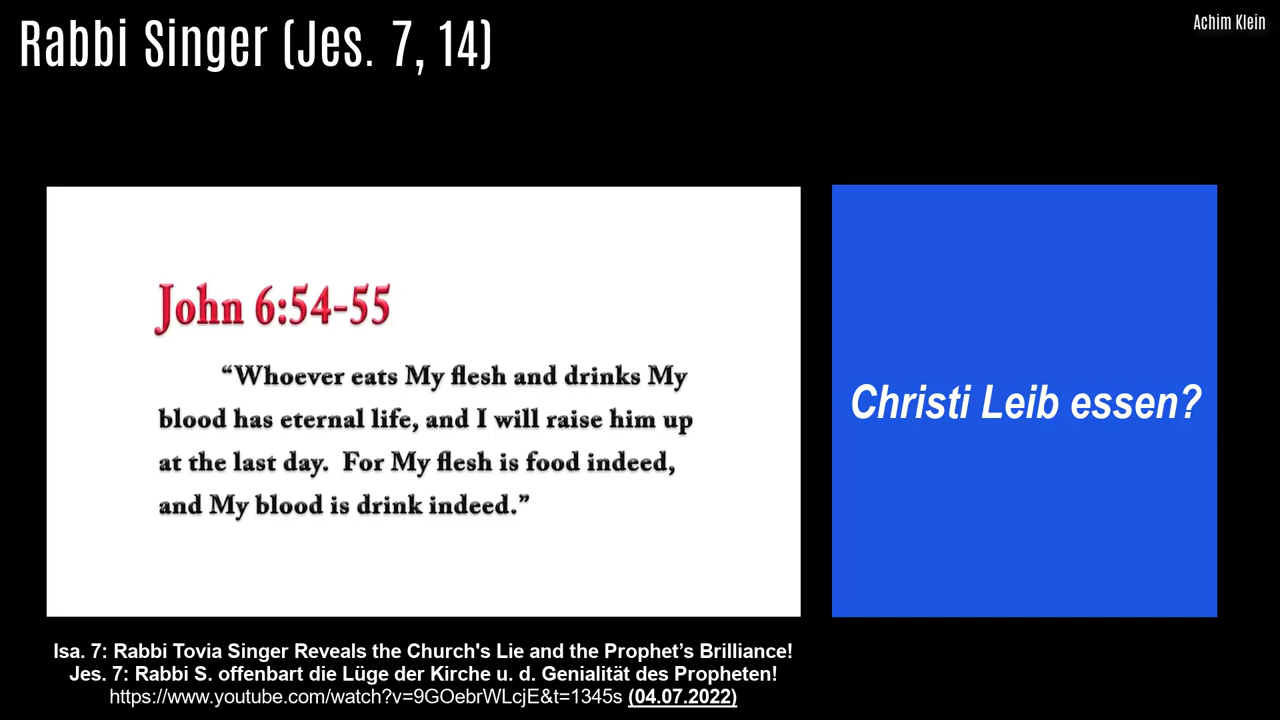 Rabbi Singer (Jes. 7, 14)
Achim Klein
John 6:54-55
“Whoever eats My flesh and drinks My
blood has eternal life, and I will raise him up
at the last day. For My flesh is food indeed,
and My blood is drink indeed.”
Christi Leib essen?
Isa. 7: Rabbi Tovia Singer Reveals the Church's Lie and the Prophet’s Brilliance!
Jes. 7: Rabbi S. offenbart die Lüge der Kirche u. d. Genialität des Propheten!
https://www.youtube.com/watch?v=9GOebrWLcjE&t=1345s (04.07.2022)